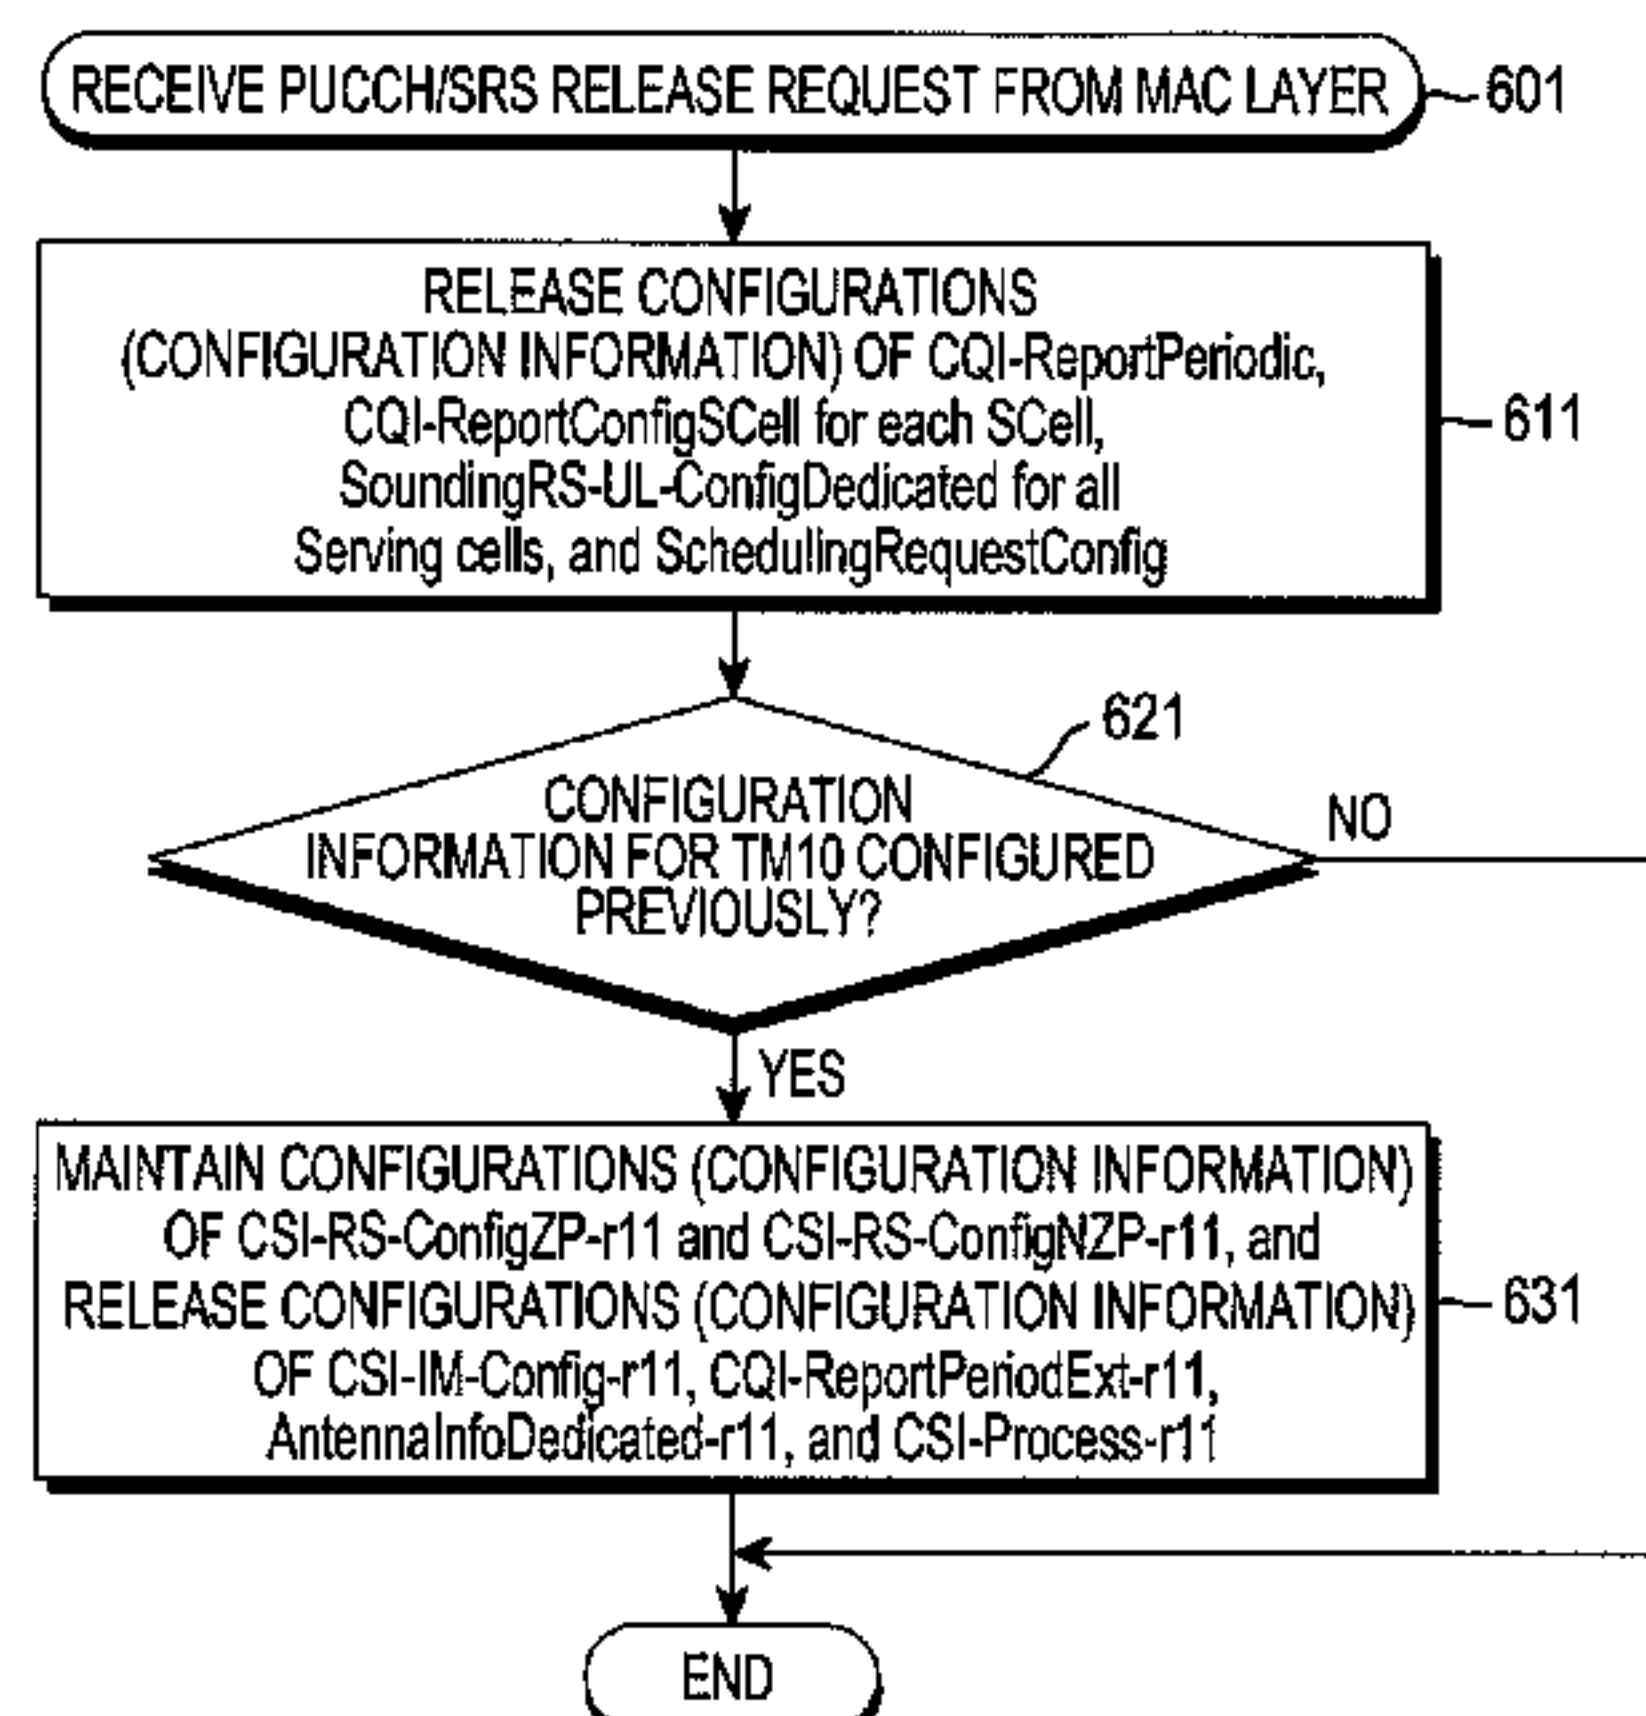 RECEIVE PUCCH/SRS RELEASE REQUEST FROM MAC LAYER
601
RELEASE CONFIGURATIONS
(CONFIGURATION INFORMATION) OF CQI-ReportPeriodic,
CQI-ReportConfigSCell for each SCell,
SoundingRS-UL-ConfigDedicated for all
Serving cells, and SchedulingRequestConfig
611
621
CONFIGURATION
INFORMATION FOR TM10 CONFIGURED
PREVIOUSLY?
NO
YES
MAINTAIN CONFIGURATIONS (CONFIGURATION INFORMATION)
OF CSI-RS-ConfigZP-r11 and CSI-RS-ConfigNZP-r11, and
RELEASE CONFIGURATIONS (CONFIGURATION INFORMATION)
OF CSI-IM-Config-r11, CQI-ReportPeriodExt-r11,
AntennaInfoDedicated-r11, and CSI-Process-r11
631
END